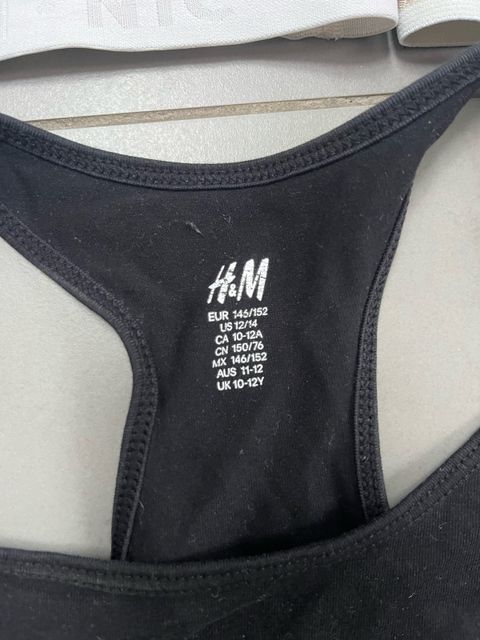 NYC
H&M
EUR 146/152
US 12/14
CA 10-12A
CN 150/76
MX 146/152
AUS 11-12
UK 10-12Y